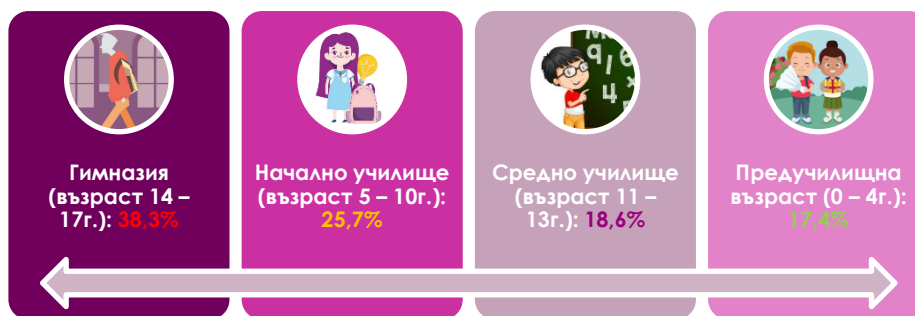 Гимназия
(възраст 14 –
17г.): 38,3%
Начално училище
(възраст 5 – 10г.):
25,7%
Средно училище
(възраст 11 –
13г.): 18,6%
Предучилищна
възраст (0 – 4г.):
17,4%